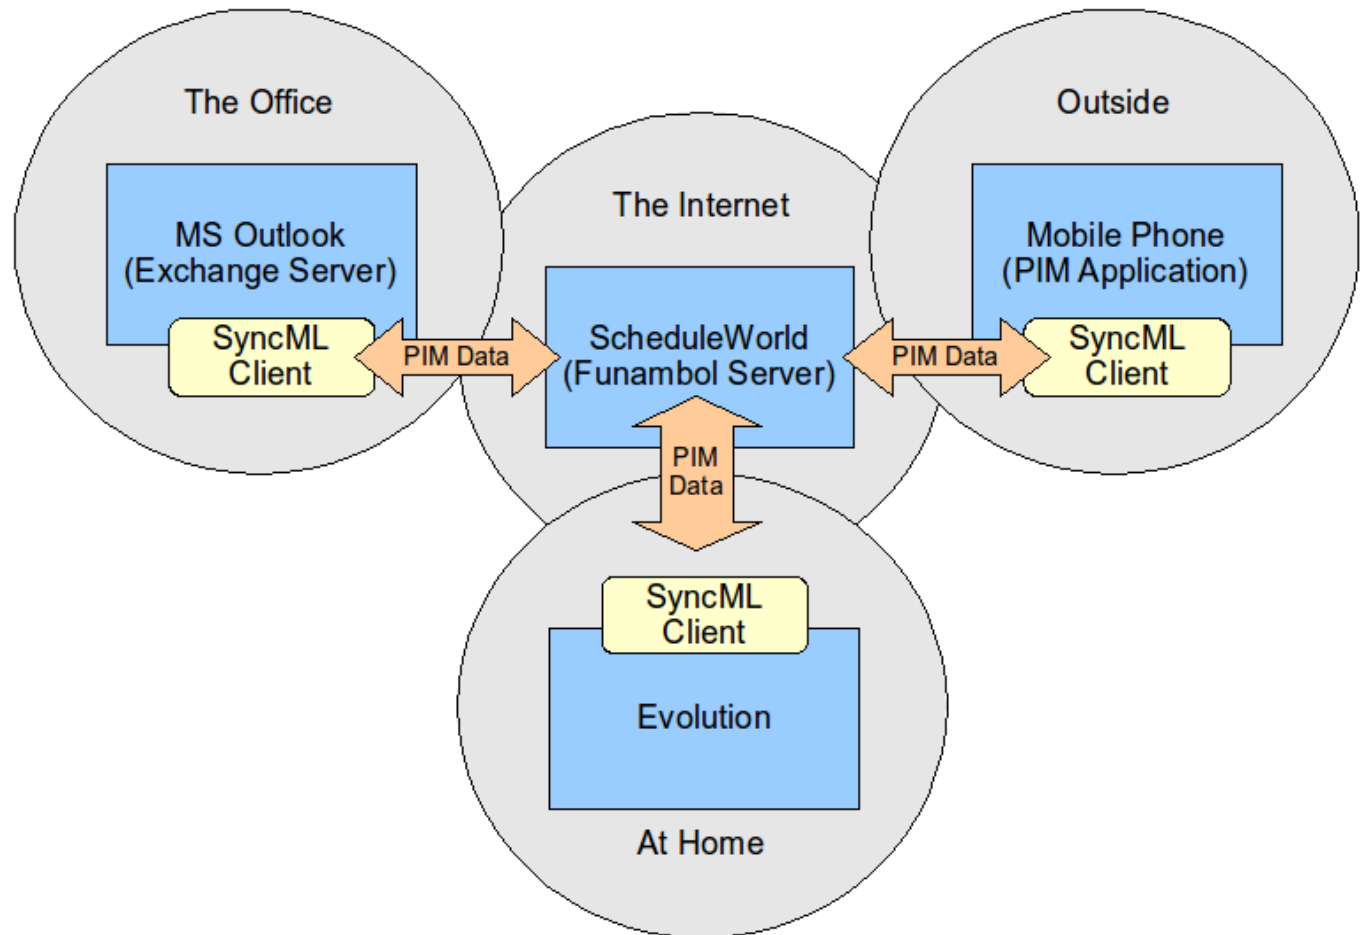 The Office
MS Outlook
(Exchange Server)
SyncML
Client
PIM Data
The Internet
ScheduleWorld
(Funambol Server)
PIM Data
Outside
Mobile Phone
(PIM Application)
SyncML
Client
PIM
Data
SyncML
Client
Evolution
At Home